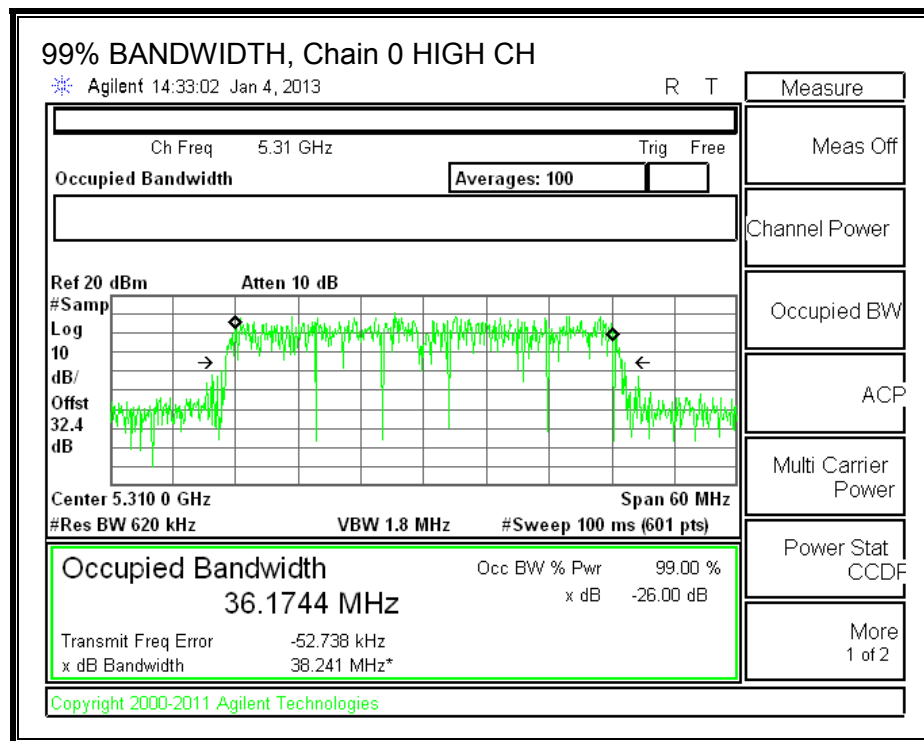 99% BANDWIDTH, Chain 0 HIGH CH
Agilent 14:33:02 Jan 4, 2013 R T
Measure
Ch Freq 5.31 GHz Trig Free
Meas Off
Occupied Bandwidth Averages: 100
Channel Power
Ref 20 dBm Atten 10 dB
#Samp
Log
10
dB/
Offst
32.4
dB
Occupied BW
ACP
Multi Carrier
Power
Center 5.310 0 GHz Span 60 MHz
#Res BW 620 kHz VBW 1.8 MHz #Sweep 100 ms (601 pts)
Occupied Bandwidth Occ BW % Pwr 99.00 %
36.1744 MHz x dB -26.00 dB
Transmit Freq Error -52.738 kHz
x dB Bandwidth 38.241 MHz*
Power Stat
CCDF
More
1 of 2
Copyright 2000-2011 Agilent Technologies